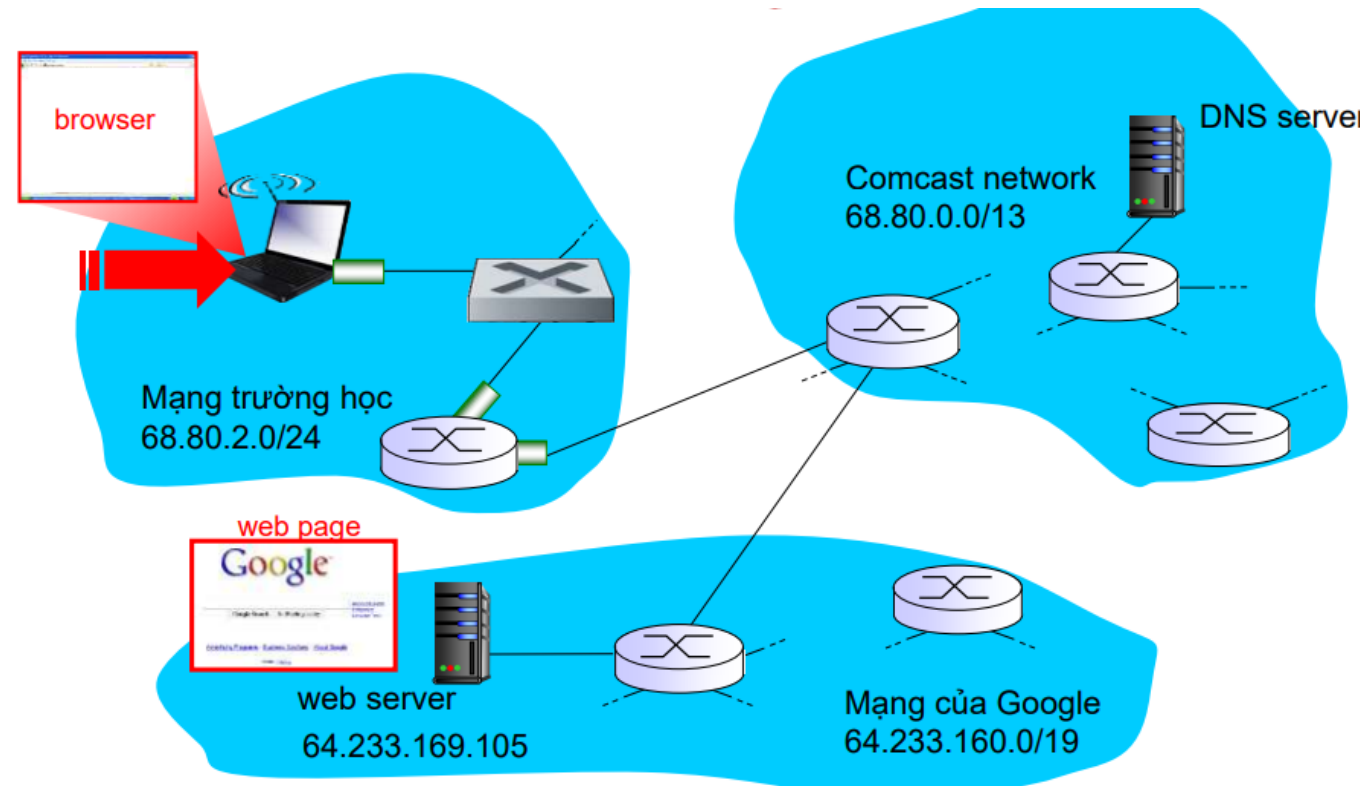 browser
DNS server
Comcast network
68.80.0.0/13
Mạng trường học
68.80.2.0/24
web page
Google
web server
64.233.169.105
Mạng của Google
64.233.160.0/19